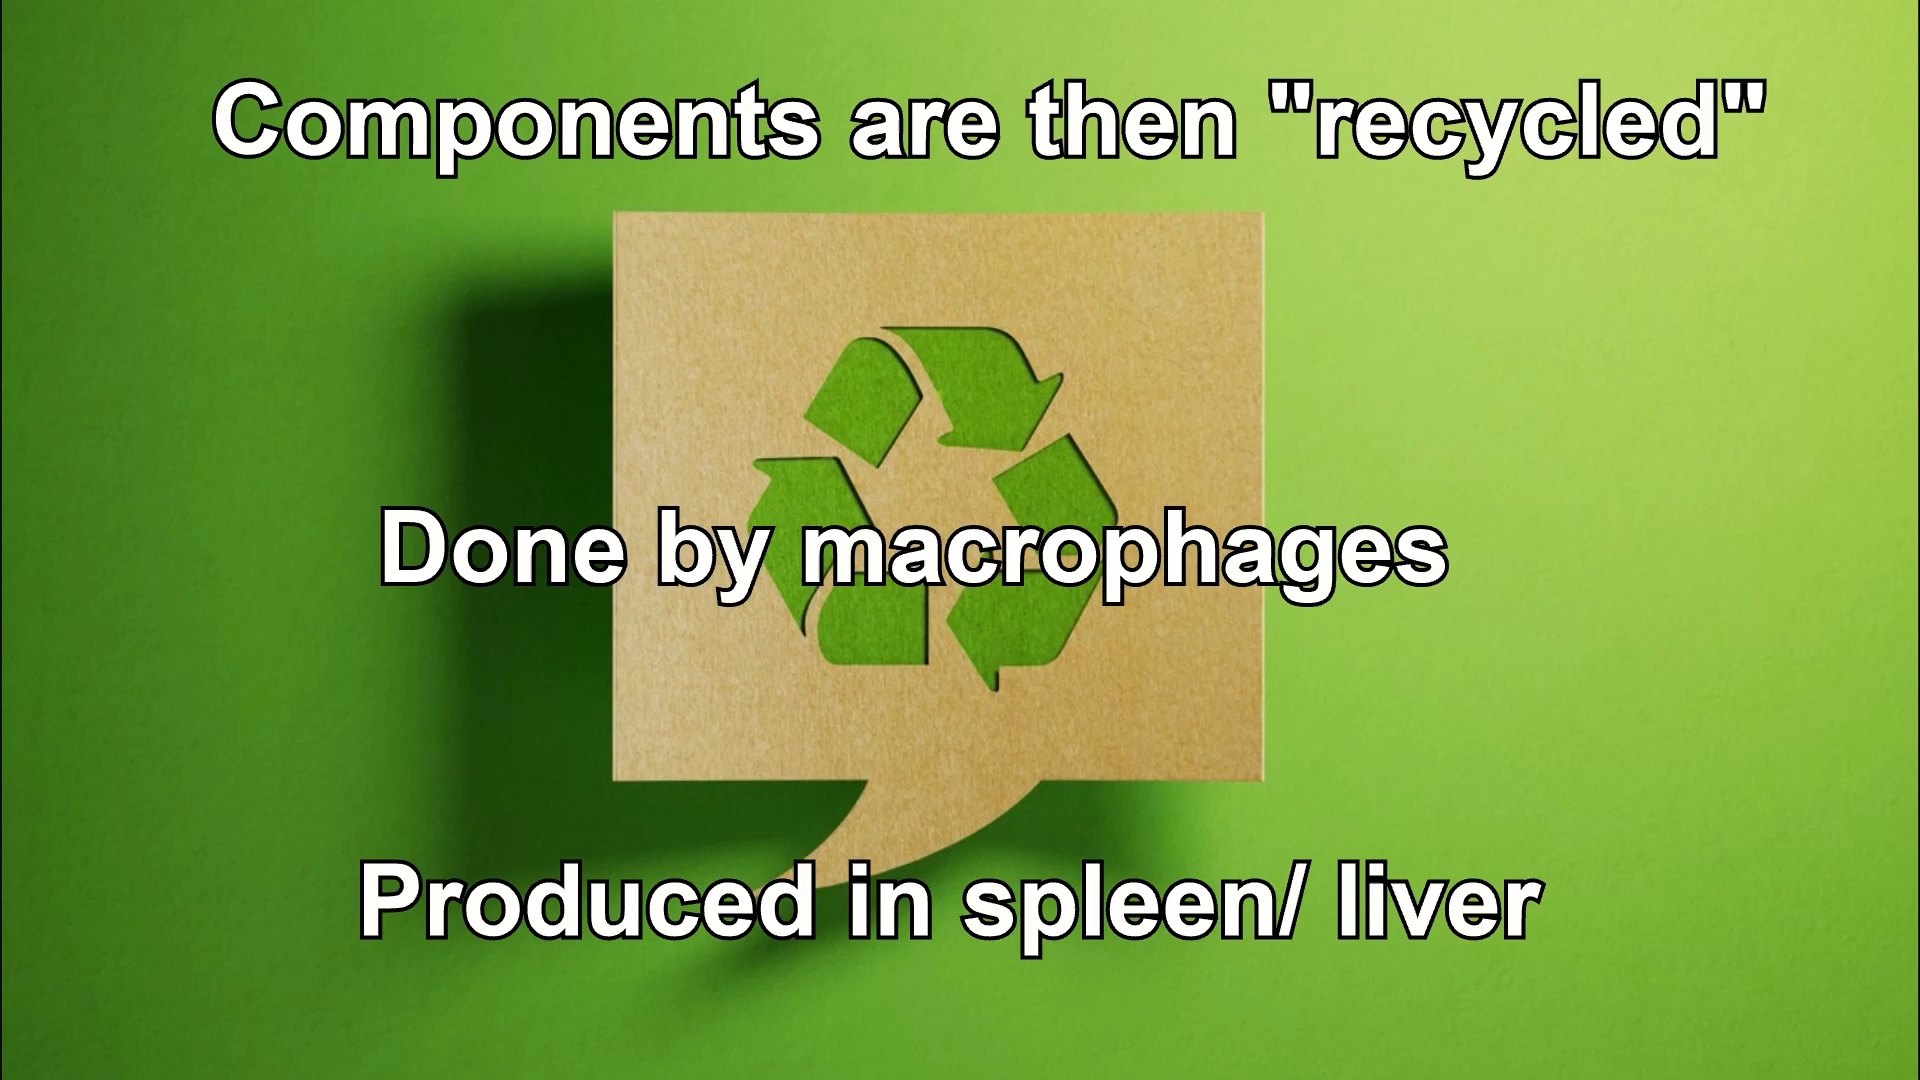 Components are then "recycled"
Done by macrophages
Produced in spleen/ liver